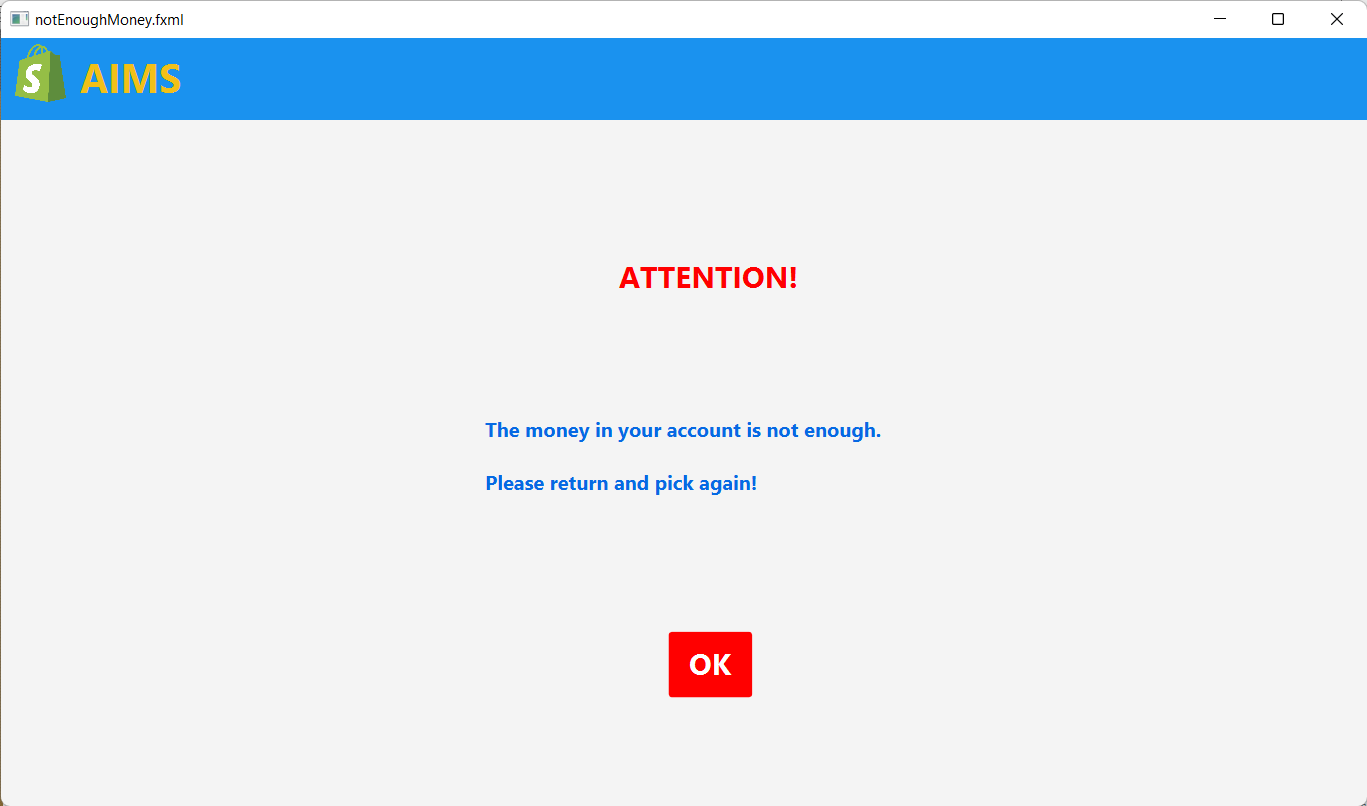 notEnoughMoney.fxml
S AIMS
ATTENTION!
The money in your account is not enough.
Please return and pick again!
OK